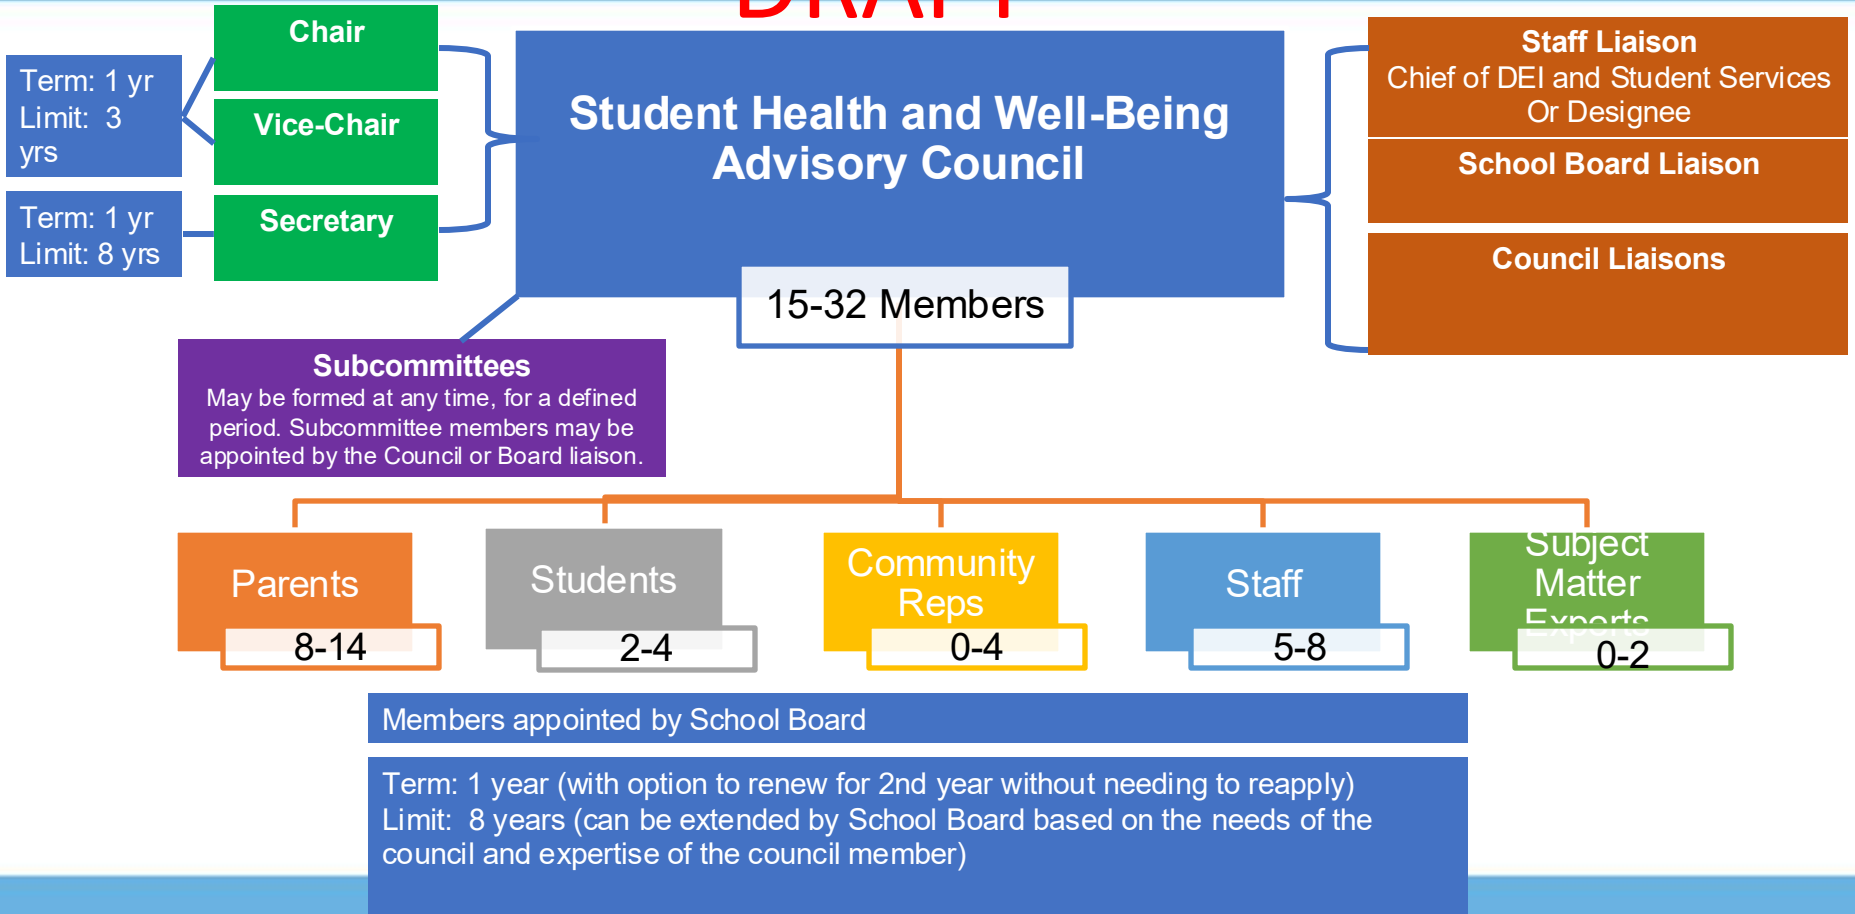 DRAFT
Chair
Term: 1 yr
Limit:  3
yrs
Vice-Chair
Term: 1 yr
Limit: 8 yrs
Secretary
Student Health and Well-Being
Advisory Council
15-32 Members
Staff Liaison
Chief of DEI and Student Services
Or Designee
School Board Liaison
Council Liaisons
Subcommittees
May be formed at any time, for a defined
period. Subcommittee members may be
appointed by the Council or Board liaison.
Parents
8-14
Students
2-4
Community
Reps
0-4
Staff
5-8
Subject
Matter
Experts
0-2
Members appointed by School Board
Term: 1 year (with option to renew for 2nd year without needing to reapply)
Limit:  8 years (can be extended by School Board based on the needs of the
council and expertise of the council member)